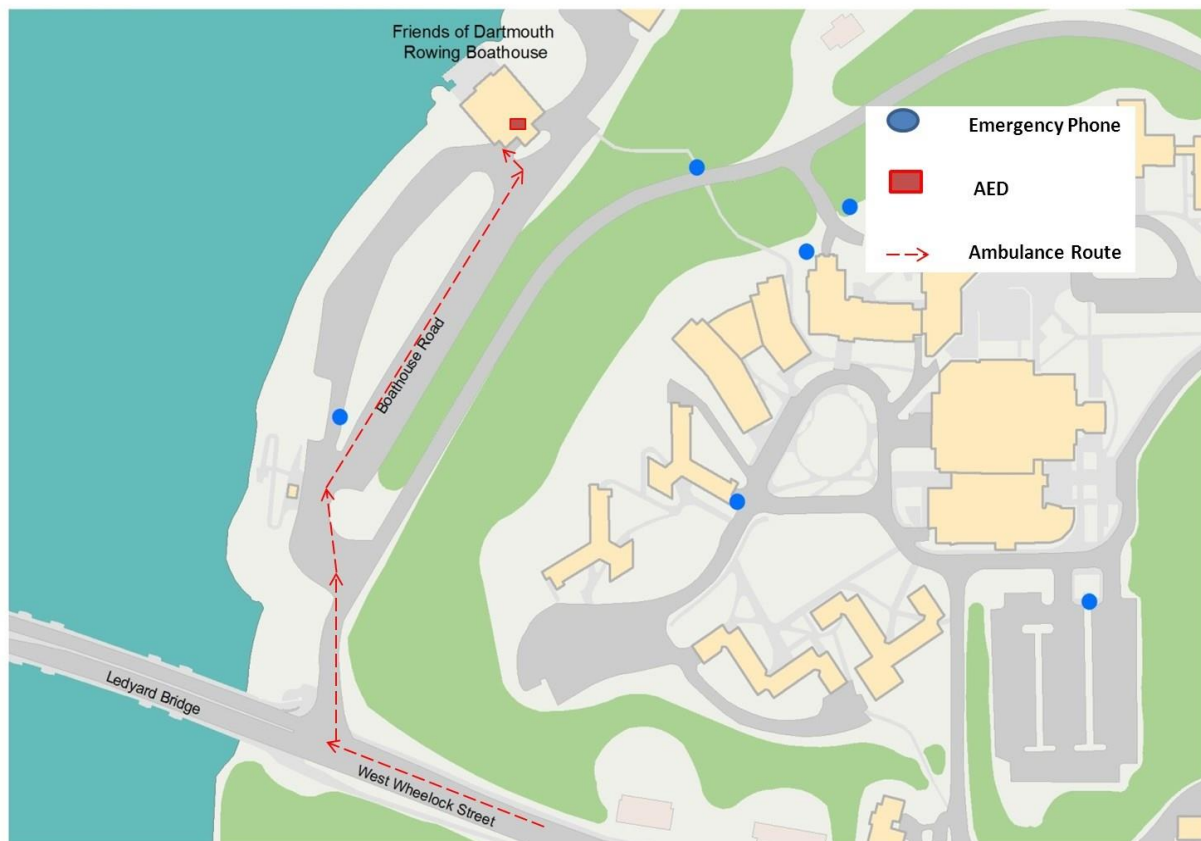 Friends of Dartmouth
Rowing Boathouse
Emergency Phone
AED
Ambulance Route
Boathouse Road
Ledyard Bridge
West Wheelock Street